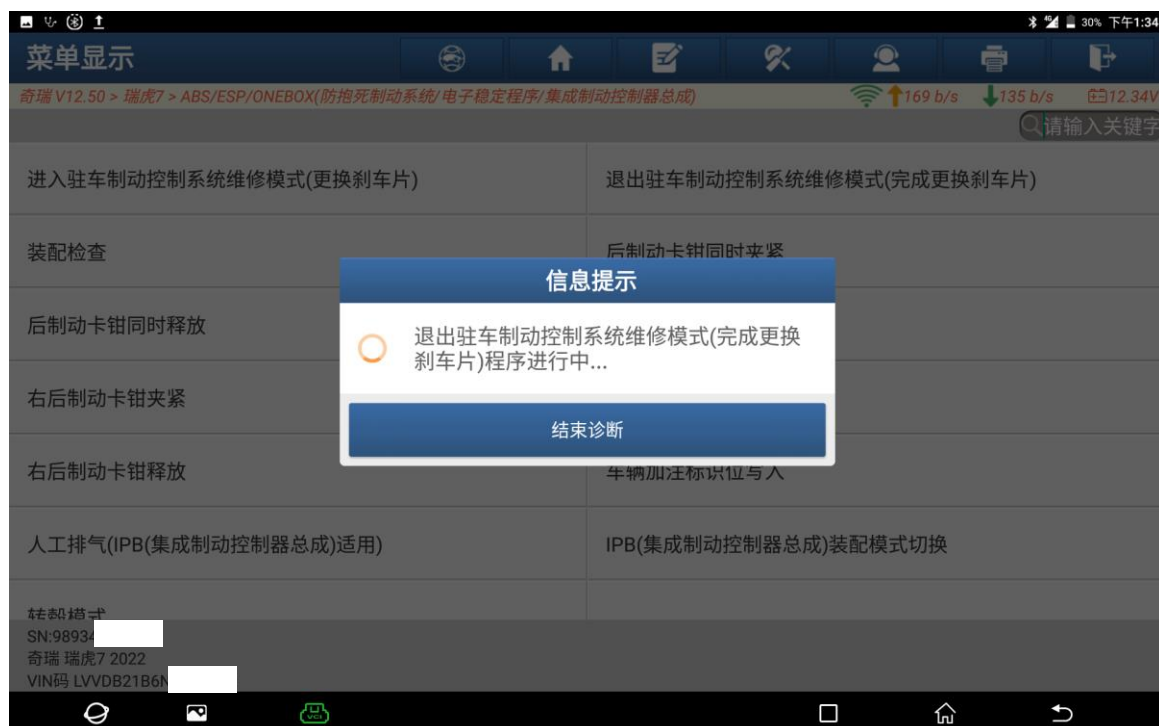 30% 下午1:34
菜单显示
奇瑞 V12.50 > 瑞虎7 > ABS/ESP/ONEBOX(防抱死制动系统/电子稳定程序/集成制动控制器总成)
169 b/s 135 b/s 12.34V
请输入关键字
进入驻车制动控制系统维修模式(更换刹车片)
退出驻车制动控制系统维修模式(完成更换刹车片)
装配检查
后制动卡钳同时夹紧
信息提示
后制动卡钳同时释放
退出驻车制动控制系统维修模式(完成更换
刹车片)程序进行中...
右后制动卡钳夹紧
结束诊断
右后制动卡钳释放
车辆加注标识位写入
人工排气(IPB(集成制动控制器总成)适用)
IPB(集成制动控制器总成)装配模式切换
转毂模式
SN:98934
奇瑞 瑞虎7 2022
VIN码 LVVDB21B6N
VCI